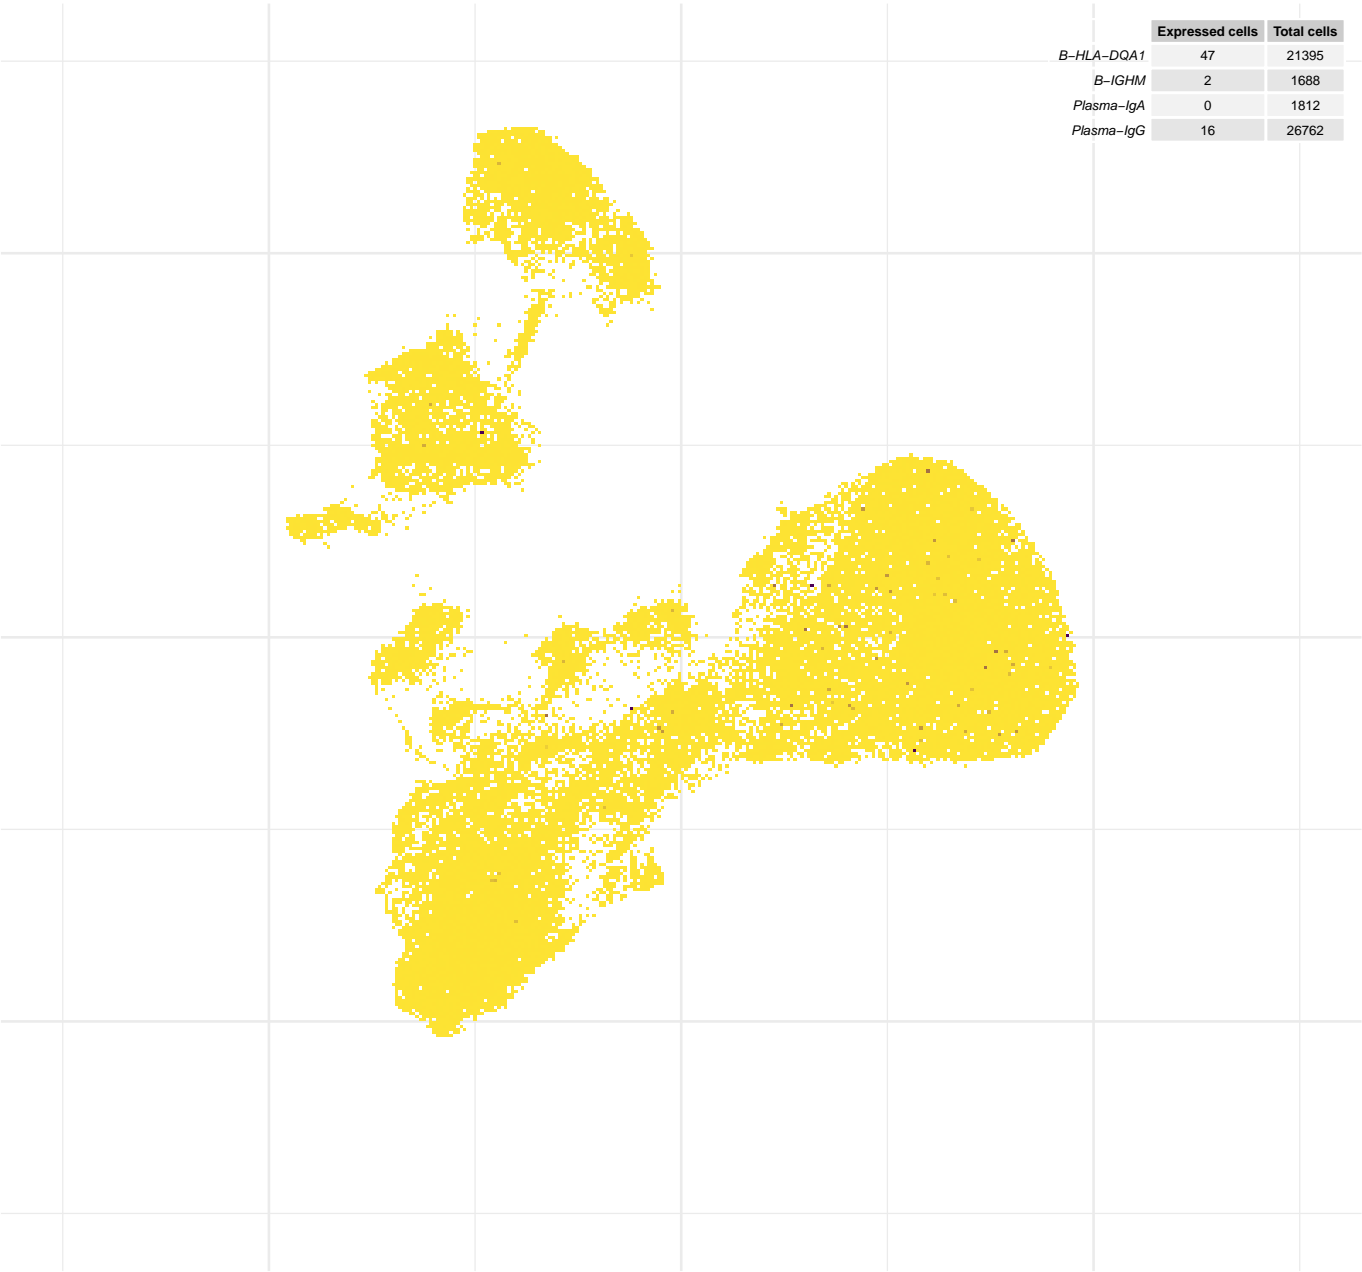 Expressed cells Total cells
B−HLA−DQA1 47 21395
B−IGHM 2 1688
Plasma−IgA 0 1812
Plasma−IgG 16 26762